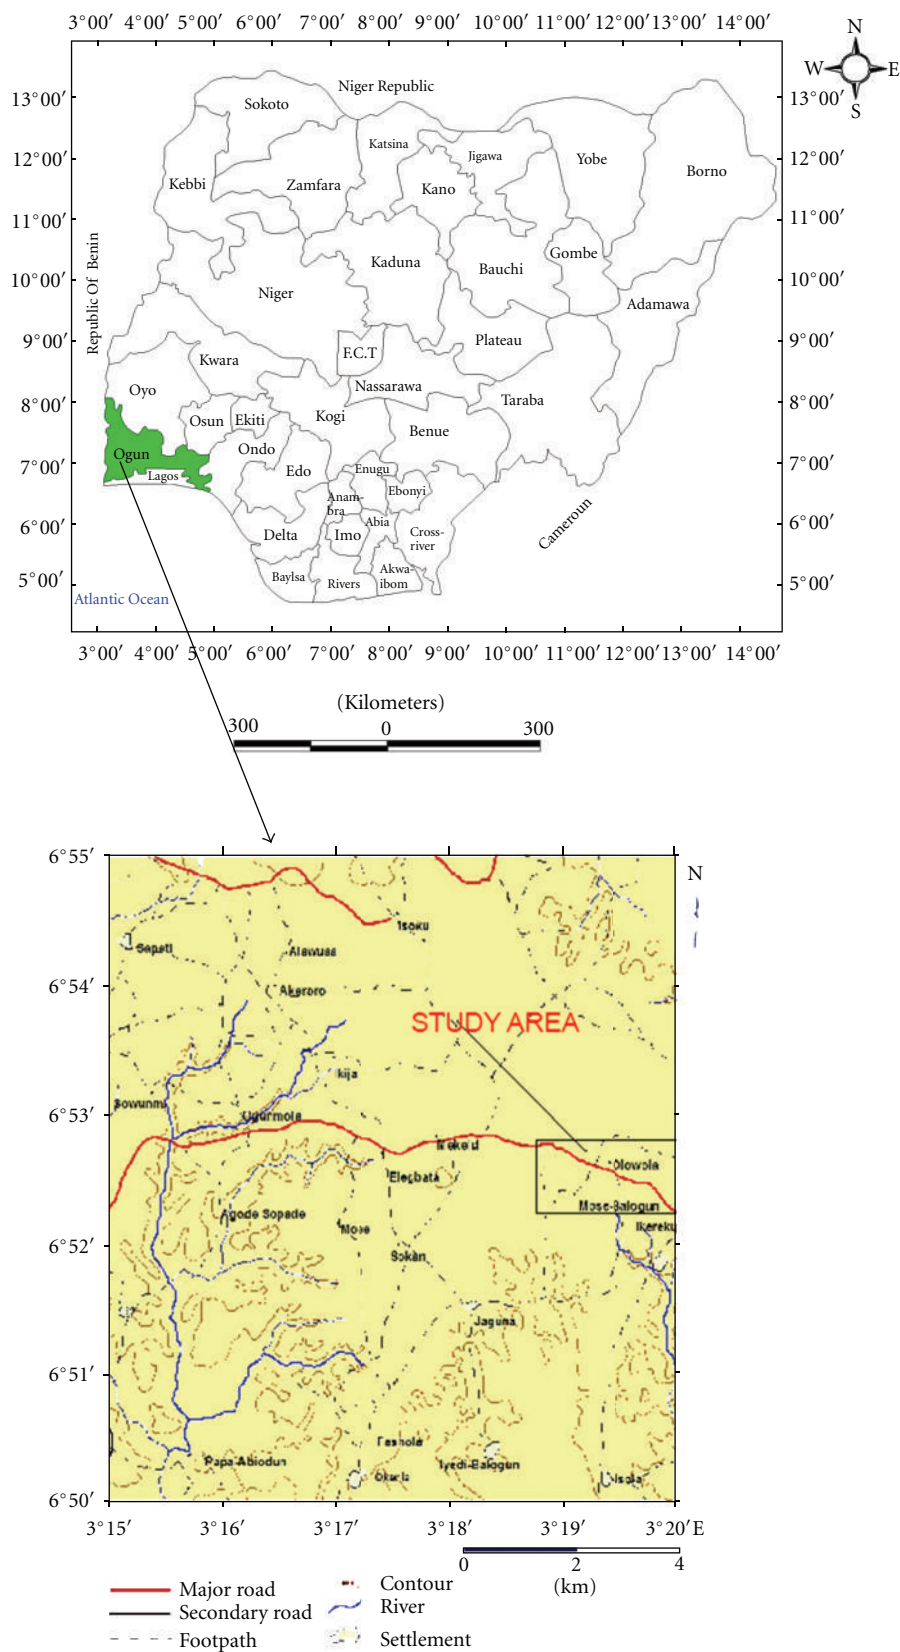 3°00′ 4°00′ 5°00′ 6°00′ 7°00′ 8°00′ 9°00′ 10°00′ 11°00′ 12°00′ 13°00′ 14°00′
N
W E
S
13°00′ 13°00′
12°00′ 12°00′
11°00′ 11°00′
10°00′ 10°00′
9°00′ 9°00′
8°00′ 8°00′
7°00′ 7°00′
6°00′ 6°00′
5°00′ 5°00′
Niger Republic
Sokoto
Katsina
Jigawa
Yobe
Borno
Kebbi
Zamfara
Kano
Republic Of Benin
Kaduna
Bauchi
Gombe
Niger
Adamawa
Kwara
F.C.T
Plateau
Oyo
Nassarawa
Taraba
Osun
Ekiti
Kogi
Benue
Ogun
Ondo
Lagos
Edo
Enugu
Anam-
bra
Ebonyi
Abia
Delta
Imo
Cross-
river
Cameroun
Baylsa
Rivers
Akwa-
ibom
Atlantic Ocean
3°00′ 4°00′ 5°00′ 6°00′ 7°00′ 8°00′ 9°00′ 10°00′ 11°00′ 12°00′ 13°00′ 14°00′
(Kilometers)
300 0 300
6°55′
N
Isoku
Sapati
Alawusa
6°54′
Akeroro
STUDY AREA
Ikija
Sowunmi
6°53′
Ogunmola
Elegbata
Olowola
Mose-Balogun
Agode Sopade
Mose
Ikereku
6°52′
Sokan
Jaguna
6°51′
Fashola
Papa-Abiodun
Iyedi-Balogun
Isola
6°50′
3°15′ 3°16′ 3°17′ 3°18′ 3°19′ 3°20′E
0 2 4
(km)
Major road
Contour
Secondary road
River
Footpath
Settlement